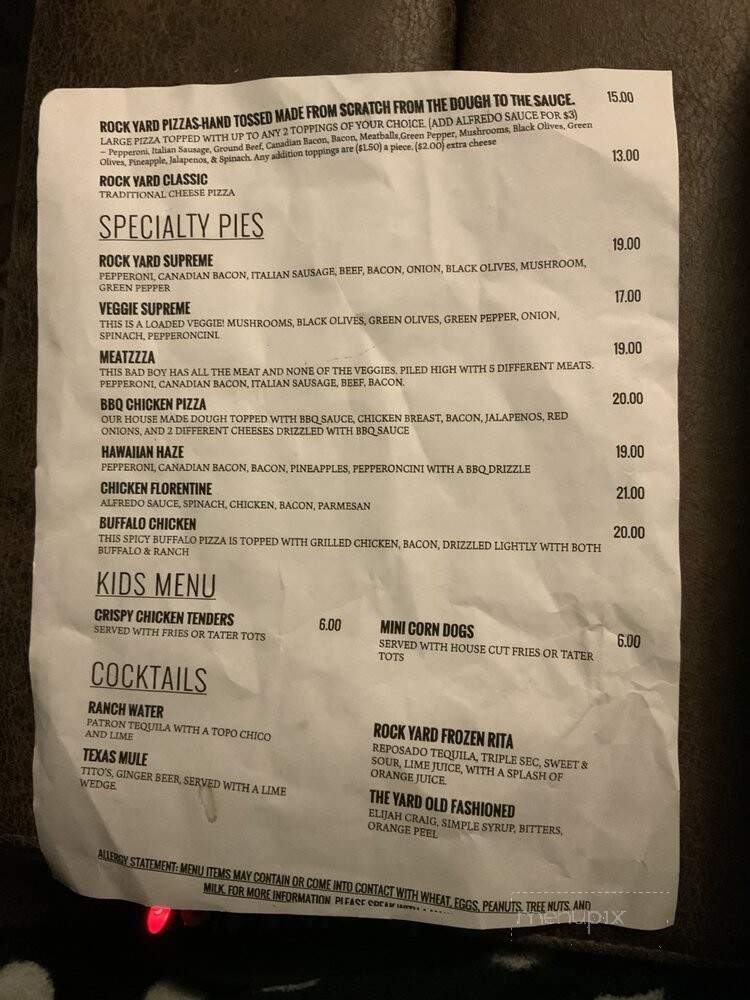 ROCK YARD PIZZAS-HAND TOSSED MADE FROM SCRATCH FROM THE DOUGH TO THE SAUCE. 15.00
LARGE PIZZA TOPPED WITH UP TO ANY 2 TOPPINGS OF YOUR CHOICE. (ADD ALFREDO SAUCE FOR $3)
– Pepperoni, Italian Sausage, Ground Beef, Canadian Bacon, Bacon, Meatballs,Green Pepper, Mushrooms, Black Olives, Green
Olives, Pineapple, Jalapenos, & Spinach. Any addition toppings are ($1.50) a piece. ($2.00) extra cheese
ROCK YARD CLASSIC 13.00
TRADITIONAL CHEESE PIZZA
SPECIALTY PIES
ROCK YARD SUPREME 19.00
PEPPERONI, CANADIAN BACON, ITALIAN SAUSAGE, BEEF, BACON, ONION, BLACK OLIVES, MUSHROOM,
GREEN PEPPER
VEGGIE SUPREME 17.00
THIS IS A LOADED VEGGIE! MUSHROOMS, BLACK OLIVES, GREEN OLIVES, GREEN PEPPER, ONION,
SPINACH, PEPPERONCINI.
MEATZZZA 19.00
THIS BAD BOY HAS ALL THE MEAT AND NONE OF THE VEGGIES. PILED HIGH WITH 5 DIFFERENT MEATS.
PEPPERONI, CANADIAN BACON, ITALIAN SAUSAGE, BEEF, BACON.
BBQ CHICKEN PIZZA 20.00
OUR HOUSE MADE DOUGH TOPPED WITH BBQ SAUCE, CHICKEN BREAST, BACON, JALAPENOS, RED
ONIONS, AND 2 DIFFERENT CHEESES DRIZZLED WITH BBQ SAUCE
HAWAIIAN HAZE 19.00
PEPPERONI, CANADIAN BACON, BACON, PINEAPPLES, PEPPERONCINI WITH A BBQ DRIZZLE
CHICKEN FLORENTINE 21.00
ALFREDO SAUCE, SPINACH, CHICKEN, BACON, PARMESAN
BUFFALO CHICKEN 20.00
THIS SPICY BUFFALO PIZZA IS TOPPED WITH GRILLED CHICKEN, BACON, DRIZZLED LIGHTLY WITH BOTH
BUFFALO & RANCH
KIDS MENU
CRISPY CHICKEN TENDERS 6.00
SERVED WITH FRIES OR TATER TOTS
MINI CORN DOGS 6.00
SERVED WITH HOUSE CUT FRIES OR TATER
TOTS
COCKTAILS
RANCH WATER
PATRON TEQUILA WITH A TOPO CHICO
AND LIME
TEXAS MULE
TITO'S, GINGER BEER, SERVED WITH A LIME
WEDGE.
ROCK YARD FROZEN RITA
REPOSADO TEQUILA, TRIPLE SEC, SWEET &
SOUR, LIME JUICE, WITH A SPLASH OF
ORANGE JUICE.
THE YARD OLD FASHIONED
ELIJAH CRAIG, SIMPLE SYRUP, BITTERS,
ORANGE PEEL
ALLERGY STATEMENT: MENU ITEMS MAY CONTAIN OR COME INTO CONTACT WITH WHEAT, EGGS, PEANUTS, TREE NUTS, AND
MILK. FOR MORE INFORMATION, PLEASE SPEAK WITH A
menupix